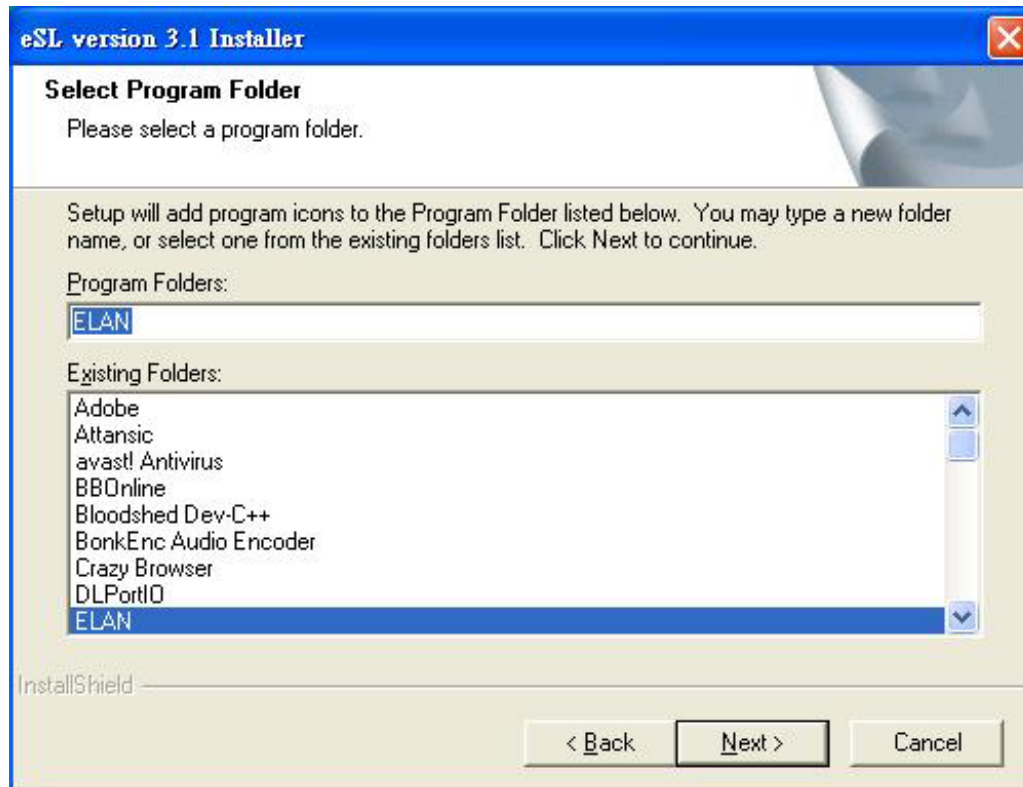 eSL version 3.1 Installer
Select Program Folder
Please select a program folder.
Setup will add program icons to the Program Folder listed below. You may type a new folder
name, or select one from the existing folders list. Click Next to continue.
Program Folders:
ELAN
Existing Folders:
Adobe
Attansic
avast! Antivirus
BBOnline
Bloodshed Dev-C++
BonkEnc Audio Encoder
Crazy Browser
DLPortIO
ELAN
InstallShield
< Back
Next >
Cancel